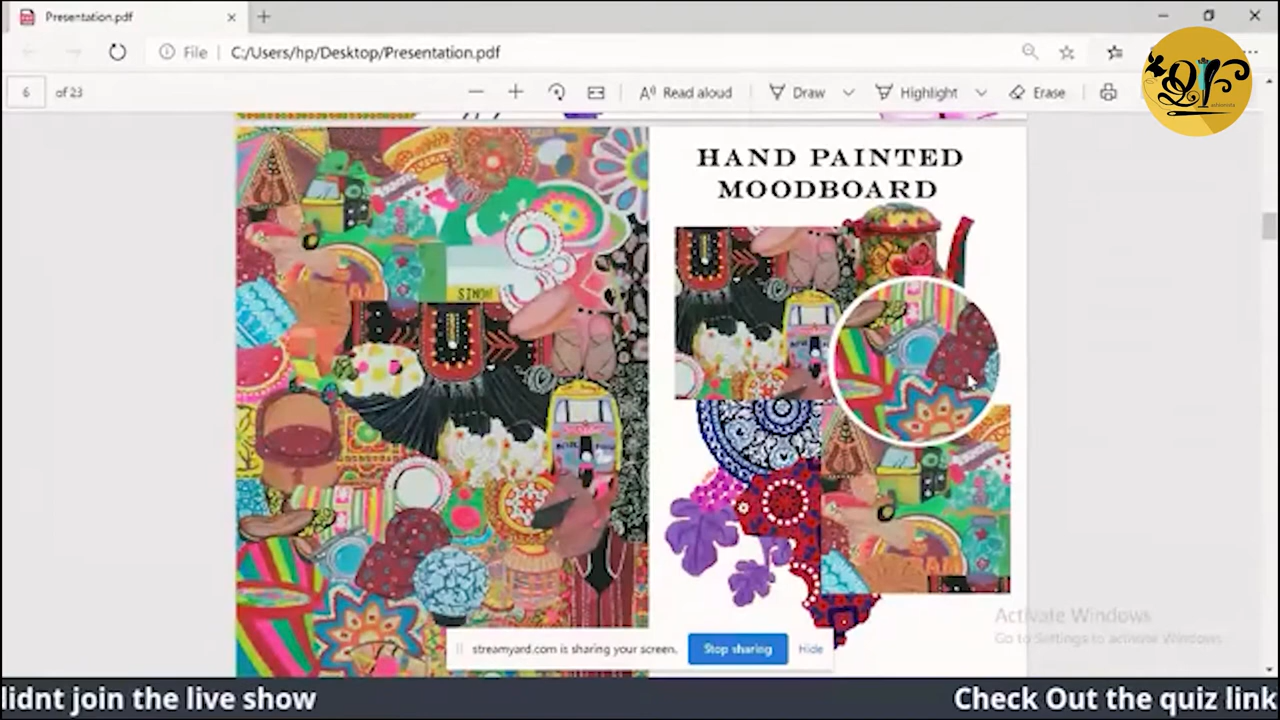 Presentation.pdf
File
C:/Users/hp/Desktop/Presentation.pdf
6 of 23
Read aloud
Draw
Highlight
Erase
HAND PAINTED
MOODBOARD
Activate Windows
Go to Settings to activate Windows.
streamyard.com is sharing your screen.
Stop sharing
Hide
didnt join the live show
Check Out the quiz link